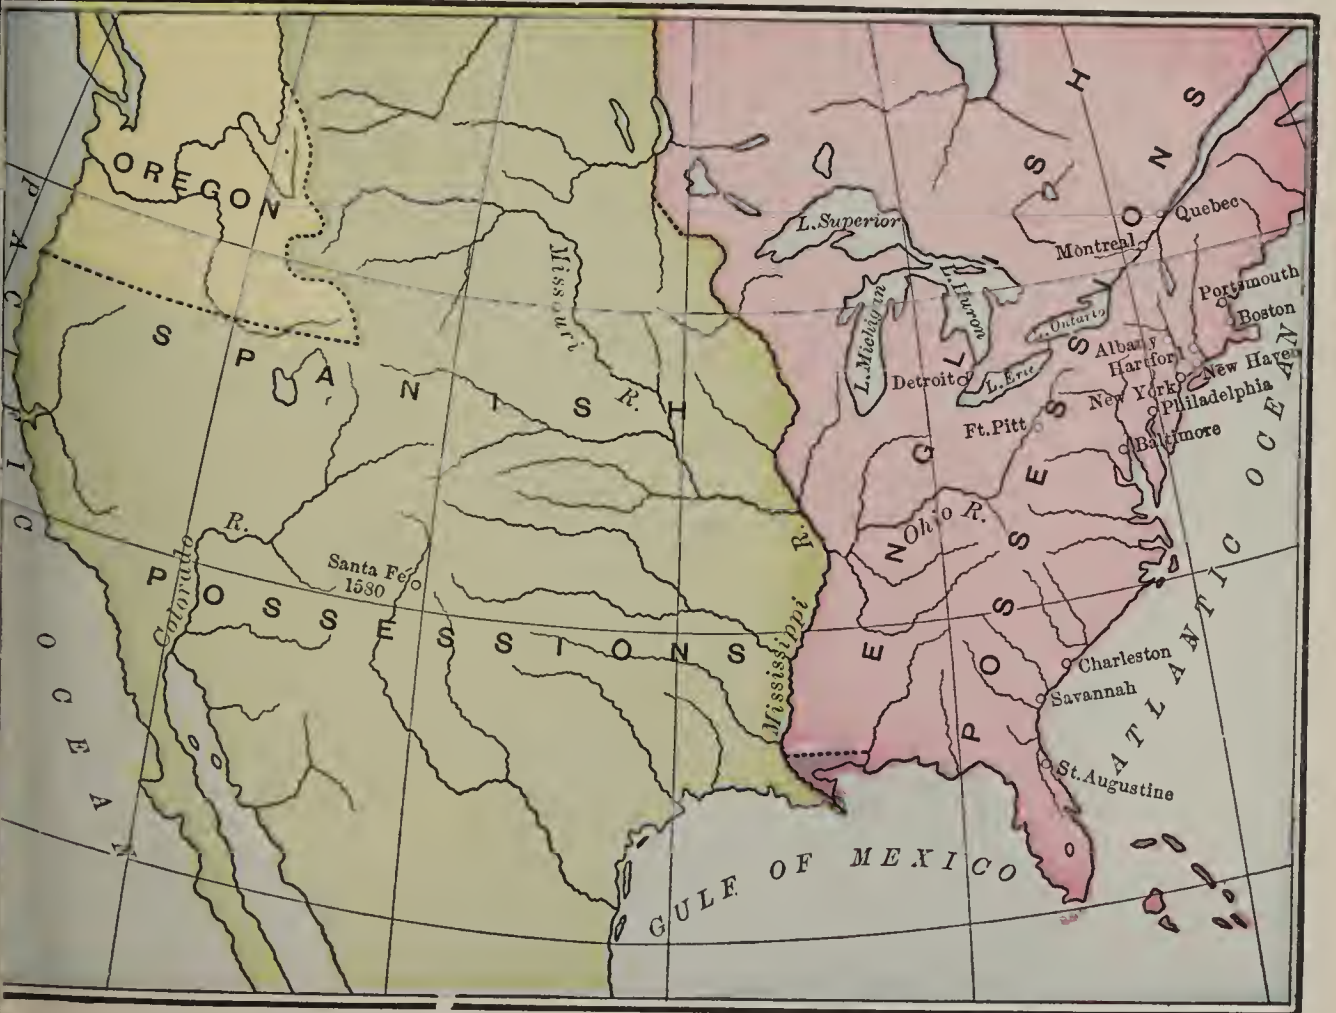 OREGON
SPANISH
POSSESSIONS
ENGLISH
POSSESSIONS
PACIFIC
OCEAN
ATLANTIC
OCEAN
GULF OF MEXICO
Missouri
R.
Colorado
R.
Santa Fé
1580
Mississippi
R.
Ohio R.
L. Superior
L. Michigan
L. Huron
L. Ontario
L. Erie
Detroit
Ft. Pitt
Quebec
Montreal
Portsmouth
Boston
Albany
Hartford
New Haven
New York
Philadelphia
Baltimore
Charleston
Savannah
St. Augustine